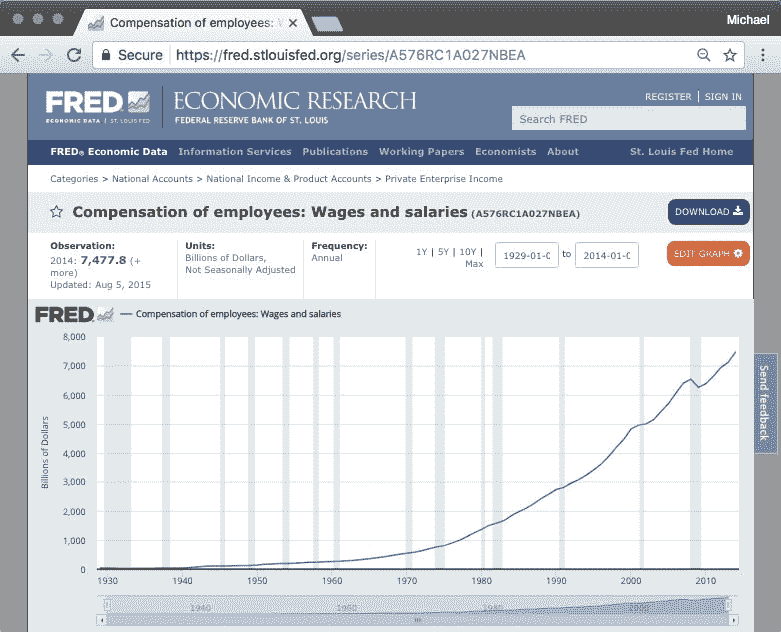 Compensation of employees: W
Michael
Secure https://fred.stlouisfed.org/series/A576RC1A027NBEA
REGISTER | SIGN IN
FRED ECONOMIC RESEARCH
ECONOMIC DATA | ST. LOUIS FED FEDERAL RESERVE BANK OF ST. LOUIS
Search FRED
FRED® Economic Data Information Services Publications Working Papers Economists About St. Louis Fed Home
Categories > National Accounts > National Income & Product Accounts > Private Enterprise Income
Compensation of employees: Wages and salaries (A576RC1A027NBEA)
DOWNLOAD
Observation:
2014: 7,477.8 (+
more)
Updated: Aug 5, 2015
Units:
Billions of Dollars,
Not Seasonally Adjusted
Frequency:
Annual
1Y | 5Y | 10Y |
Max
1929-01-0 to 2014-01-0
EDIT GRAPH
FRED Compensation of employees: Wages and salaries
Billions of Dollars
8,000
7,000
6,000
5,000
4,000
3,000
2,000
1,000
0
1930 1940 1950 1960 1970 1980 1990 2000 2010
1940 1960 1980 2000
Send feedback